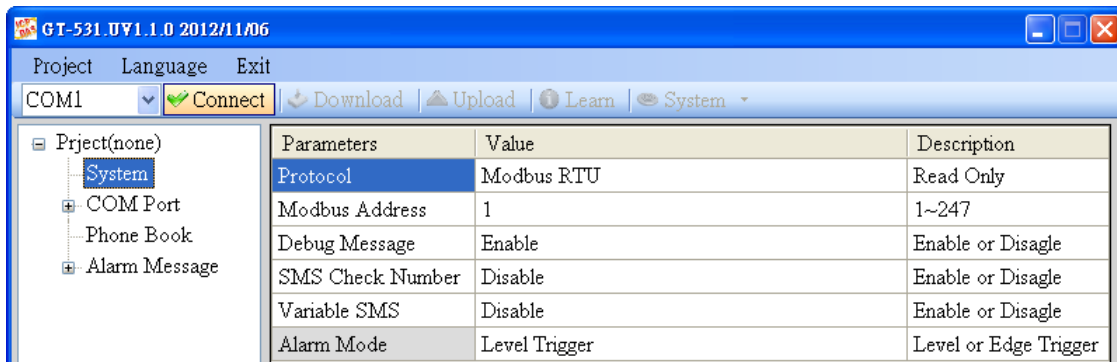 GT-531.UV1.1.0 2012/11/06
Project Language Exit
COM1 Connect Download Upload Learn System
Prject(none)
System
COM Port
Phone Book
Alarm Message
Parameters Value Description
Protocol Modbus RTU Read Only
Modbus Address 1 1~247
Debug Message Enable Enable or Disagle
SMS Check Number Disable Enable or Disagle
Variable SMS Disable Enable or Disagle
Alarm Mode Level Trigger Level or Edge Trigger